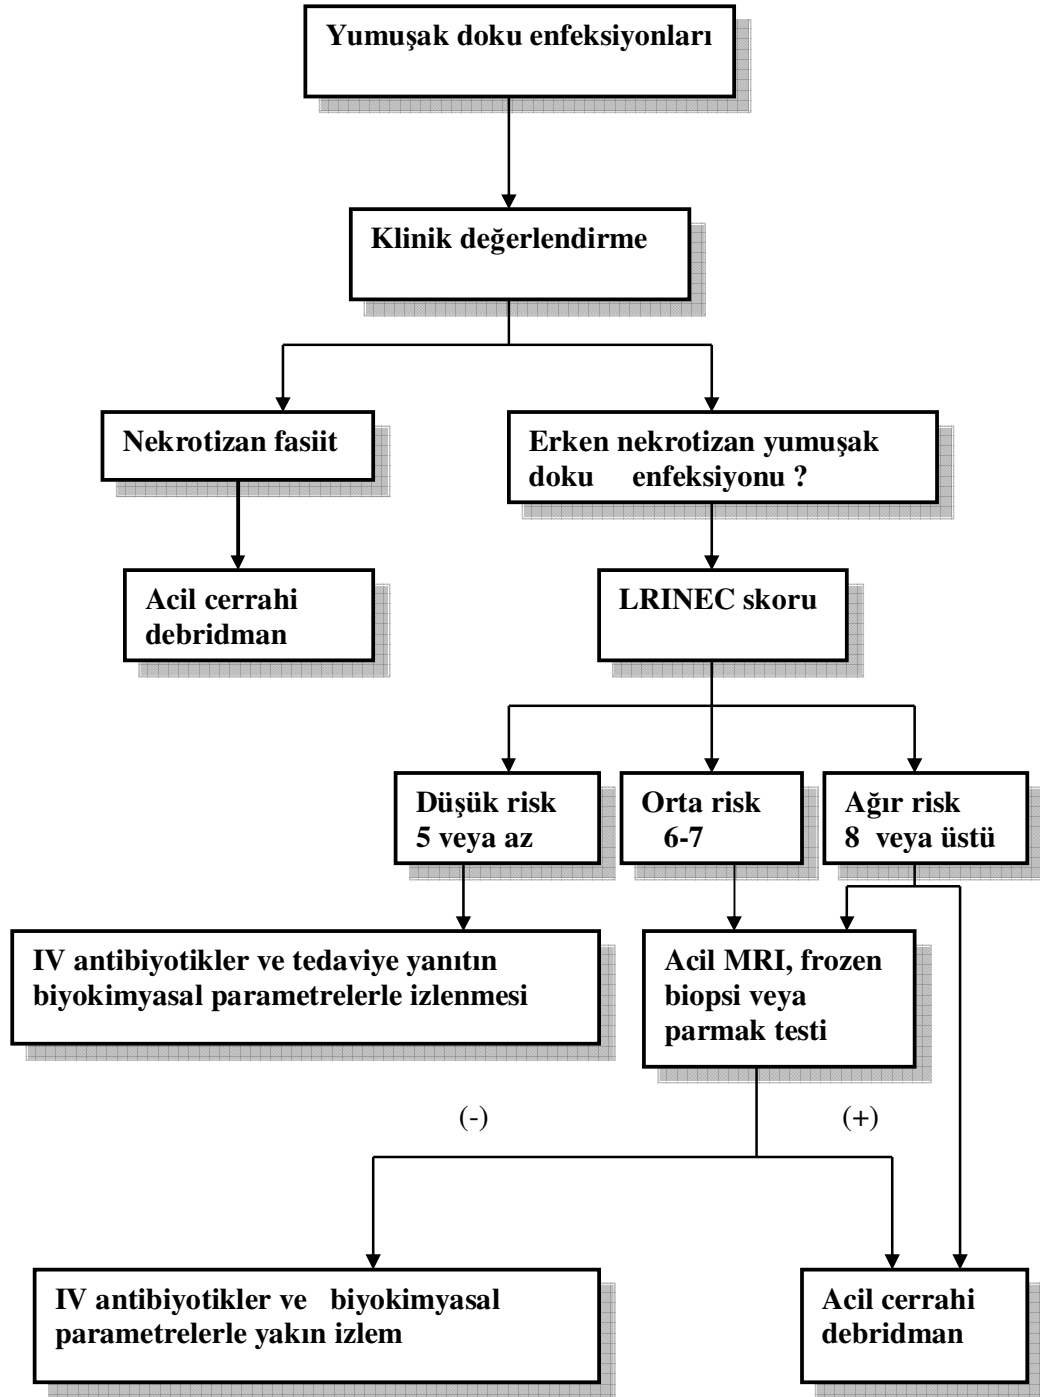 Yumuşak doku enfeksiyonları
Klinik değerlendirme
Nekrotizan fasiit
Erken nekrotizan yumuşak
doku enfeksiyonu ?
Acil cerrahi
debridman
LRINEC skoru
Düşük risk
5 veya az
Orta risk
6-7
Ağır risk
8 veya üstü
IV antibiyotikler ve tedaviye yanıtın
biyokimyasal parametrelerle izlenmesi
Acil MRI, frozen
biopsi veya
parmak testi
(-)
(+)
IV antibiyotikler ve biyokimyasal
parametrelerle yakın izlem
Acil cerrahi
debridman